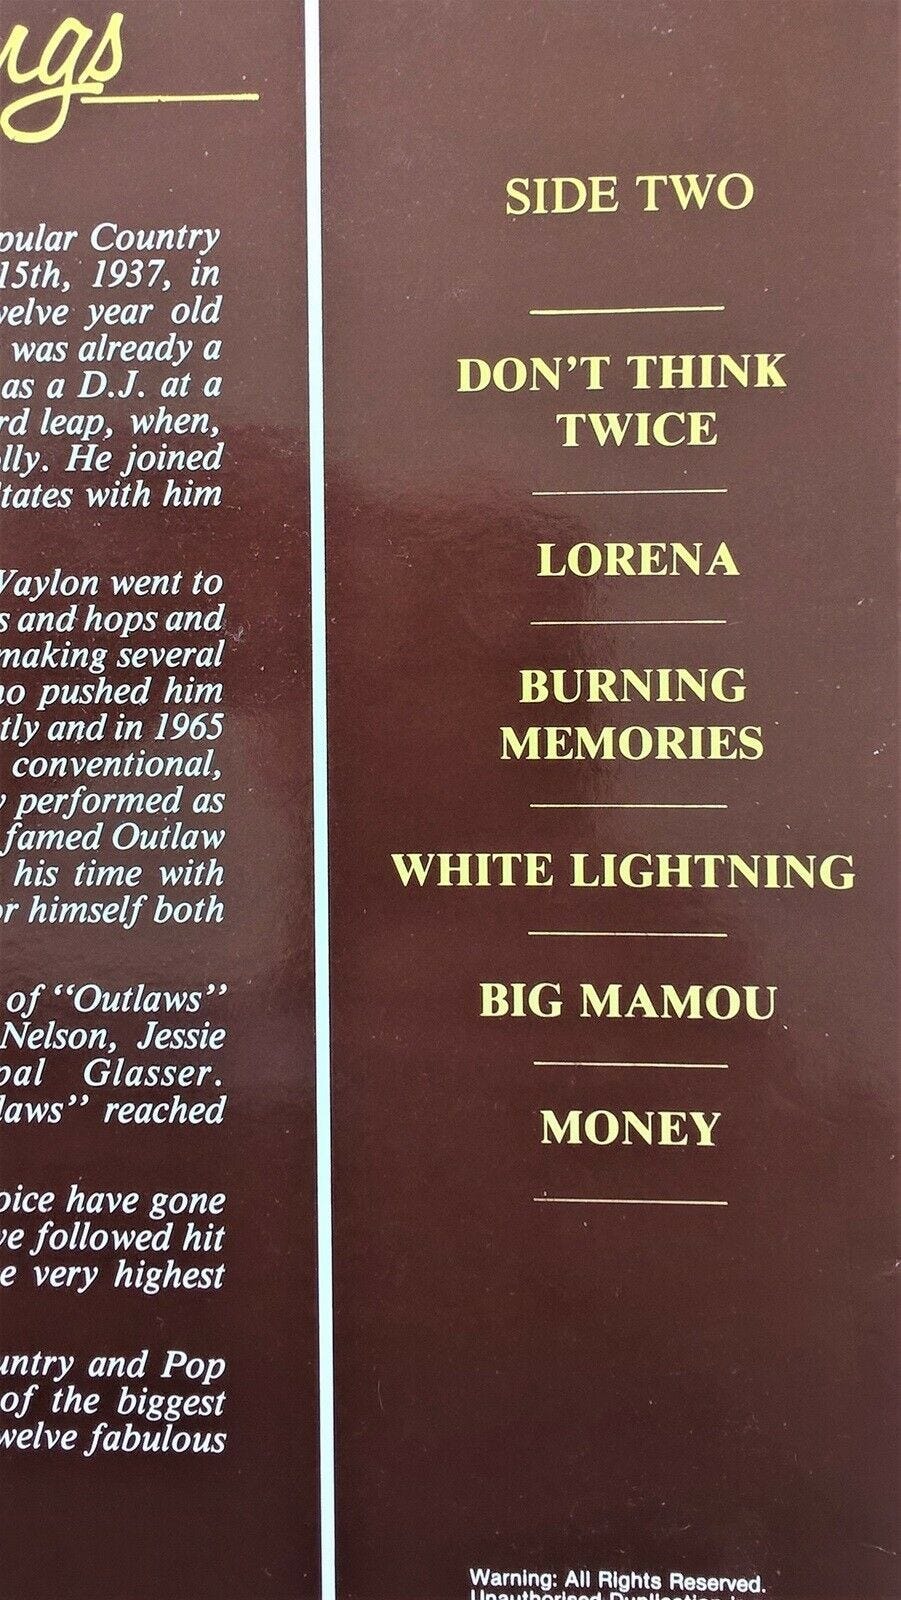 ngs
pular Country
15th, 1937, in
welve year old
was already a
as a D.J. at a
rd leap, when,
lly. He joined
tates with him
Waylon went to
s and hops and
making several
ho pushed him
tly and in 1965
conventional,
y performed as
famed Outlaw
his time with
or himself both
of "Outlaws"
Nelson, Jessie
pal Glasser.
laws" reached
oice have gone
ve followed hit
e very highest
untry and Pop
of the biggest
welve fabulous
SIDE TWO
DON'T THINK
TWICE
LORENA
BURNING
MEMORIES
WHITE LIGHTNING
BIG MAMOU
MONEY
Warning: All Rights Reserved.
Unauthorised Duplication is